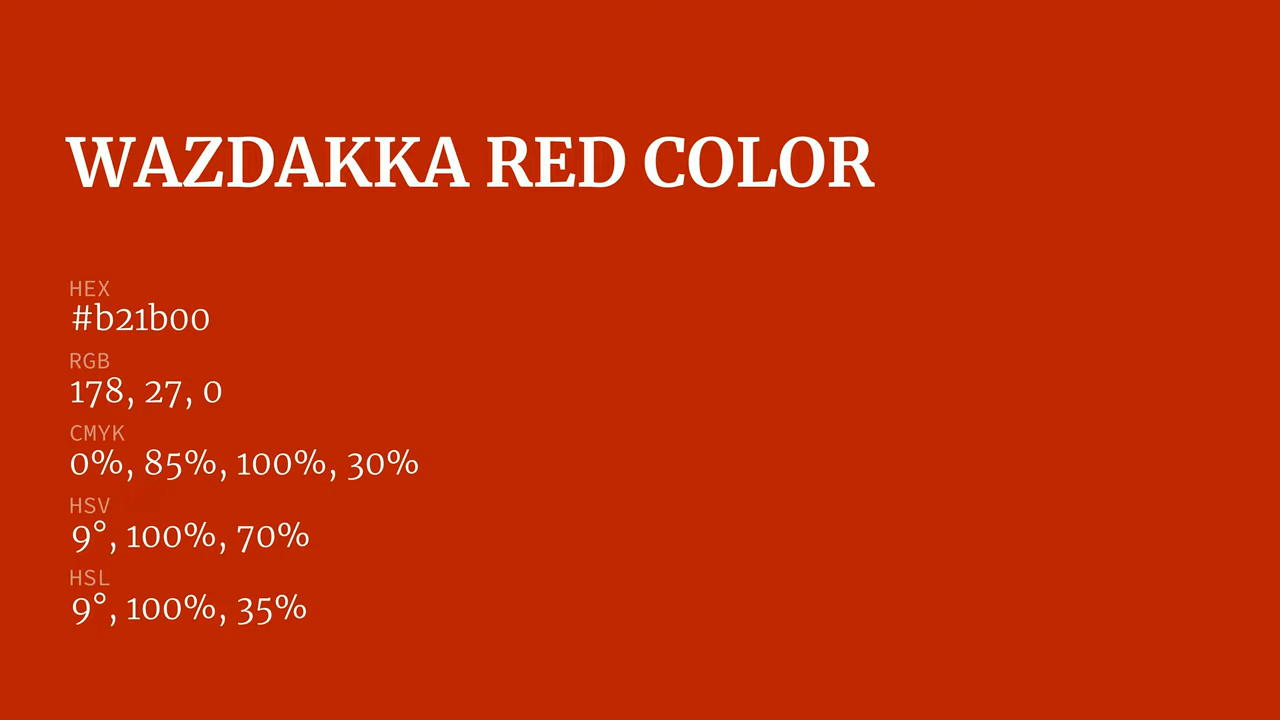 WAZDAKKA RED COLOR
HEX
#b21b00
RGB
178, 27, 0
CMYK
0%, 85%, 100%, 30%
HSV
9°, 100%, 70%
HSL
9°, 100%, 35%